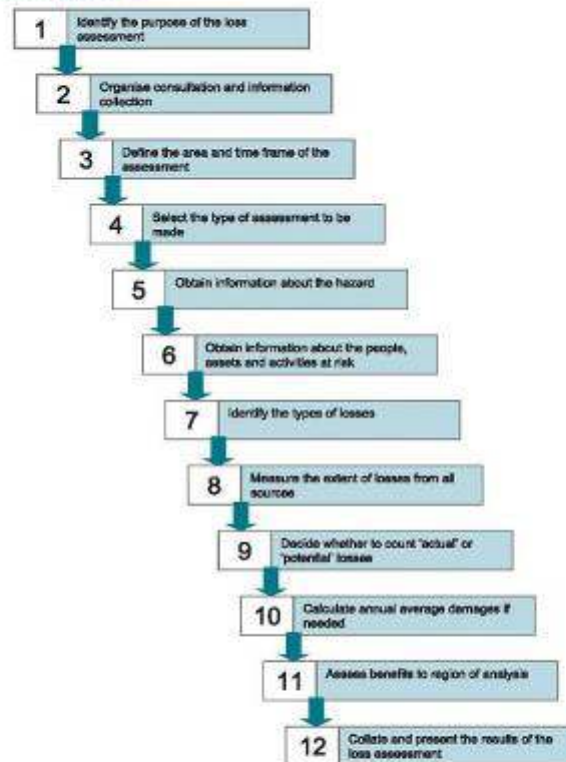 1
Identify the purpose of the loss
assessment
2
Organise consultation and information
collection
3
Define the area and time frame of the
assessment
4
Select the type of assessment to be
made
5
Obtain information about the hazard
6
Obtain information about the people,
assets and activities at risk
7
Identify the types of losses
8
Measure the extent of losses from all
sources
9
Decide whether to count 'actual' or
'potential' losses
10
Calculate annual average damages if
needed
11
Assess benefits to region of analysis
12
Collate and present the results of the
loss assessment